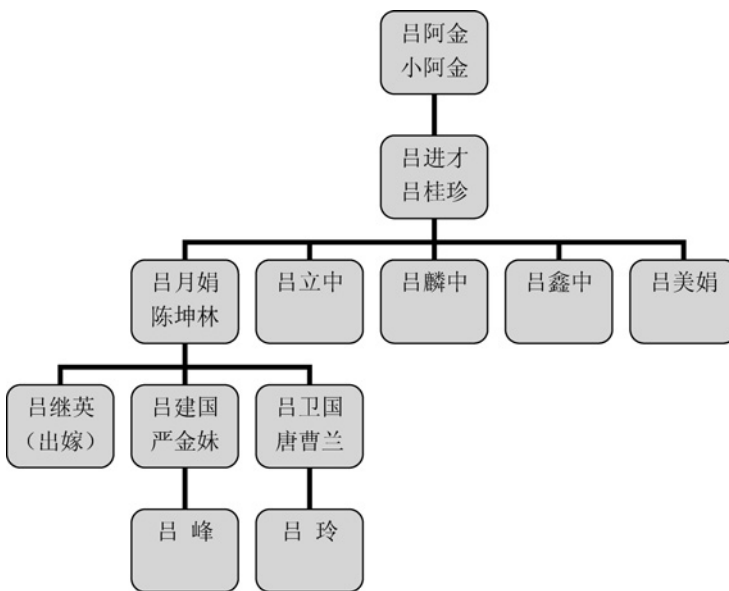 吕阿金
小阿金
吕进才
吕桂珍
吕月娟
陈坤林
吕立中
吕麟中
吕鑫中
吕美娟
吕继英
（出嫁）
吕建国
严金妹
吕卫国
唐曹兰
吕 峰
吕 玲